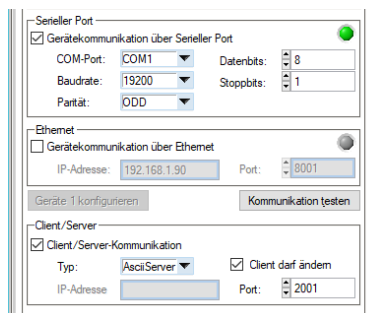 Serieller Port
Gerätekommunikation über Serieller Port
COM-Port: COM1 Datenbits: 8
Baudrate: 19200 Stoppbits: 1
Parität: ODD
Ethernet
Gerätekommunikation über Ethernet
IP-Adresse: 192.168.1.90 Port: 8001
Geräte 1 konfigurieren Kommunikation testen
Client/Server
Client/Server-Kommunikation
Typ: AsciiServer Client darf ändern
IP-Adresse Port: 2001